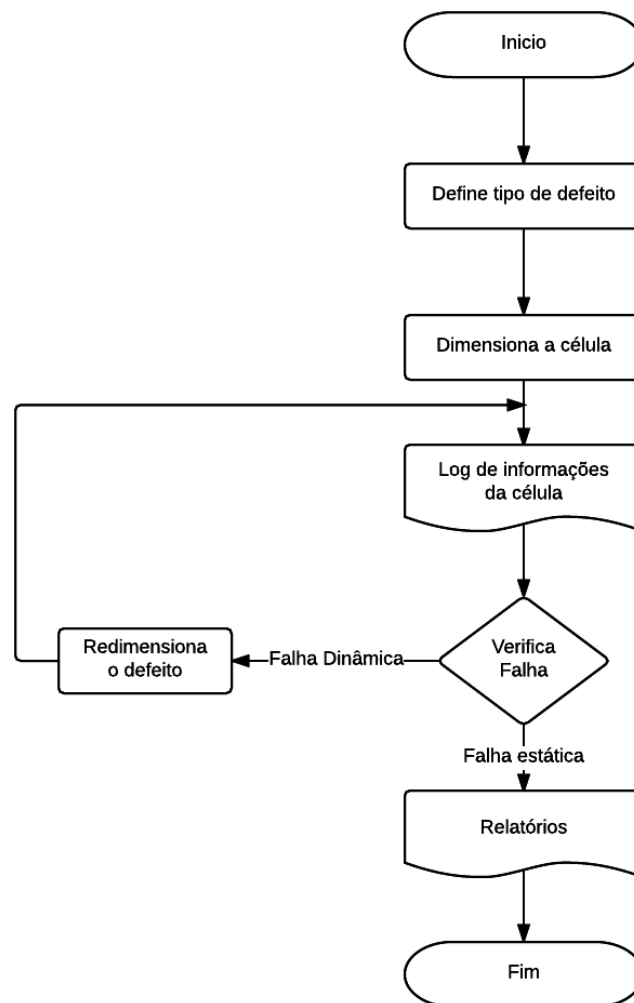 Inicio
Define tipo de defeito
Dimensiona a célula
Log de informações
da célula
Verifica
Falha
Falha Dinâmica
Redimensiona
o defeito
Falha estática
Relatórios
Fim